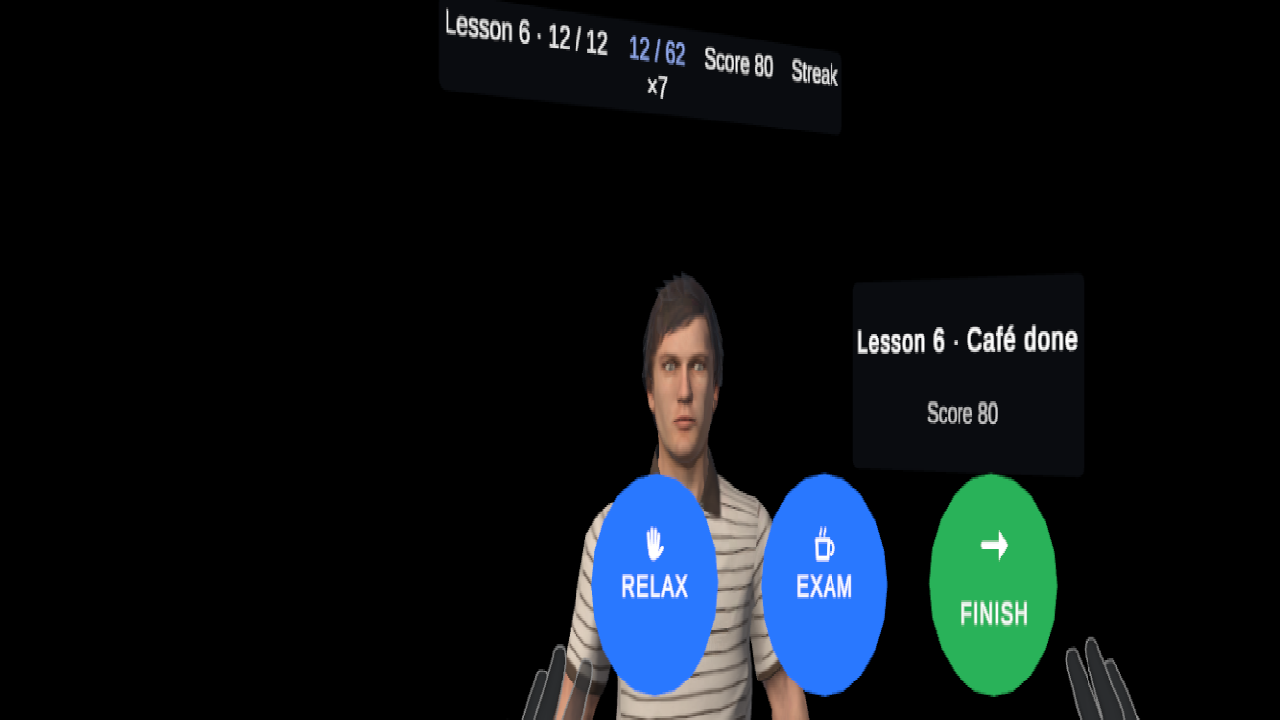 Lesson 6 · 12 / 12 12 / 62 Score 80 Streak
×7
Lesson 6 · Café done
Score 80
RELAX
EXAM
FINISH